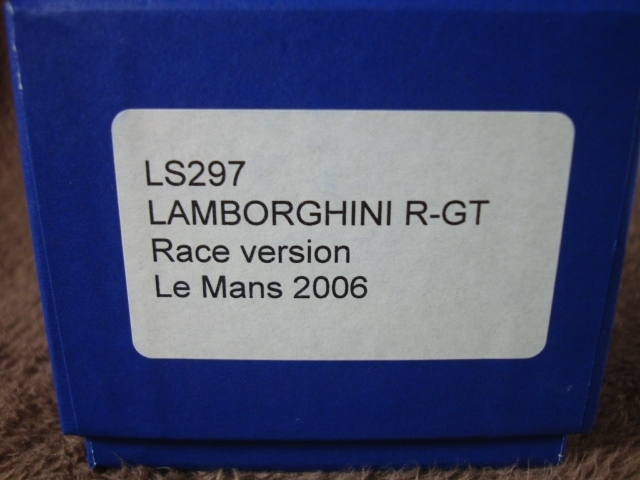 LS297
LAMBORGHINI R-GT
Race version
Le Mans 2006